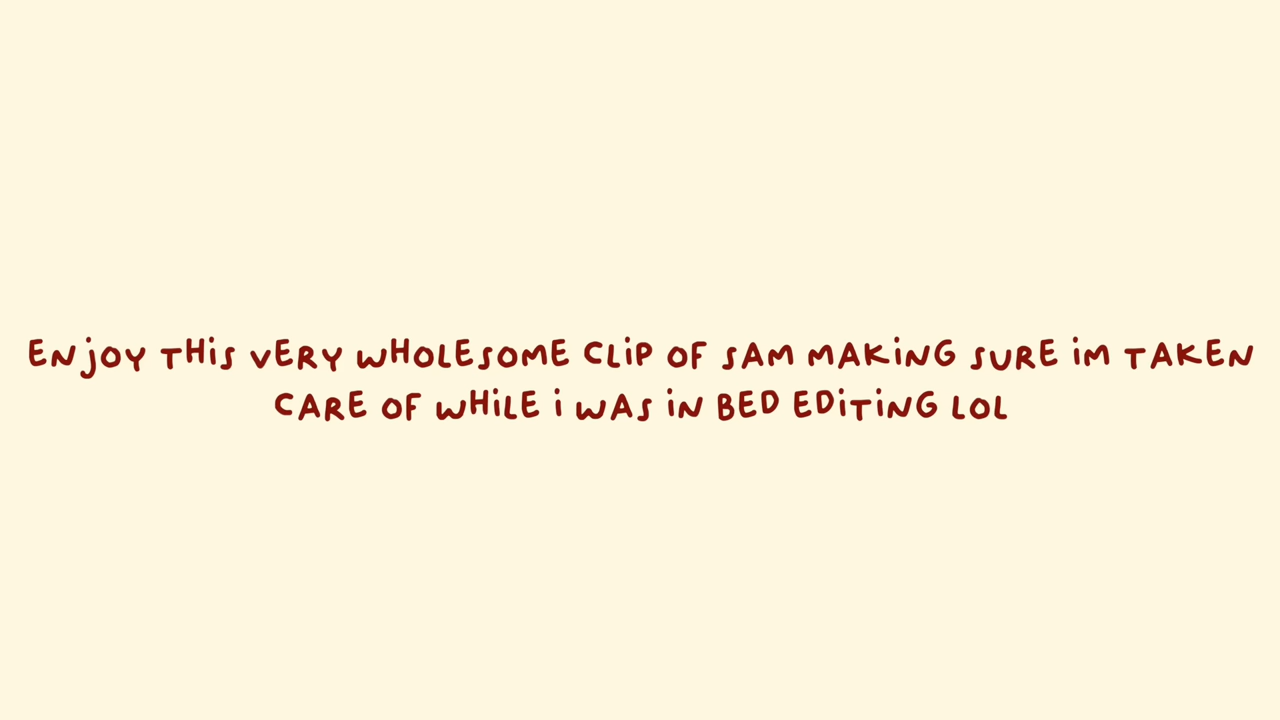 ENJOY THIS VERY WHOLESOME CLIP OF SAM MAKING SURE IM TAKEN
CARE OF WHILE I WAS IN BED EDITING LOL